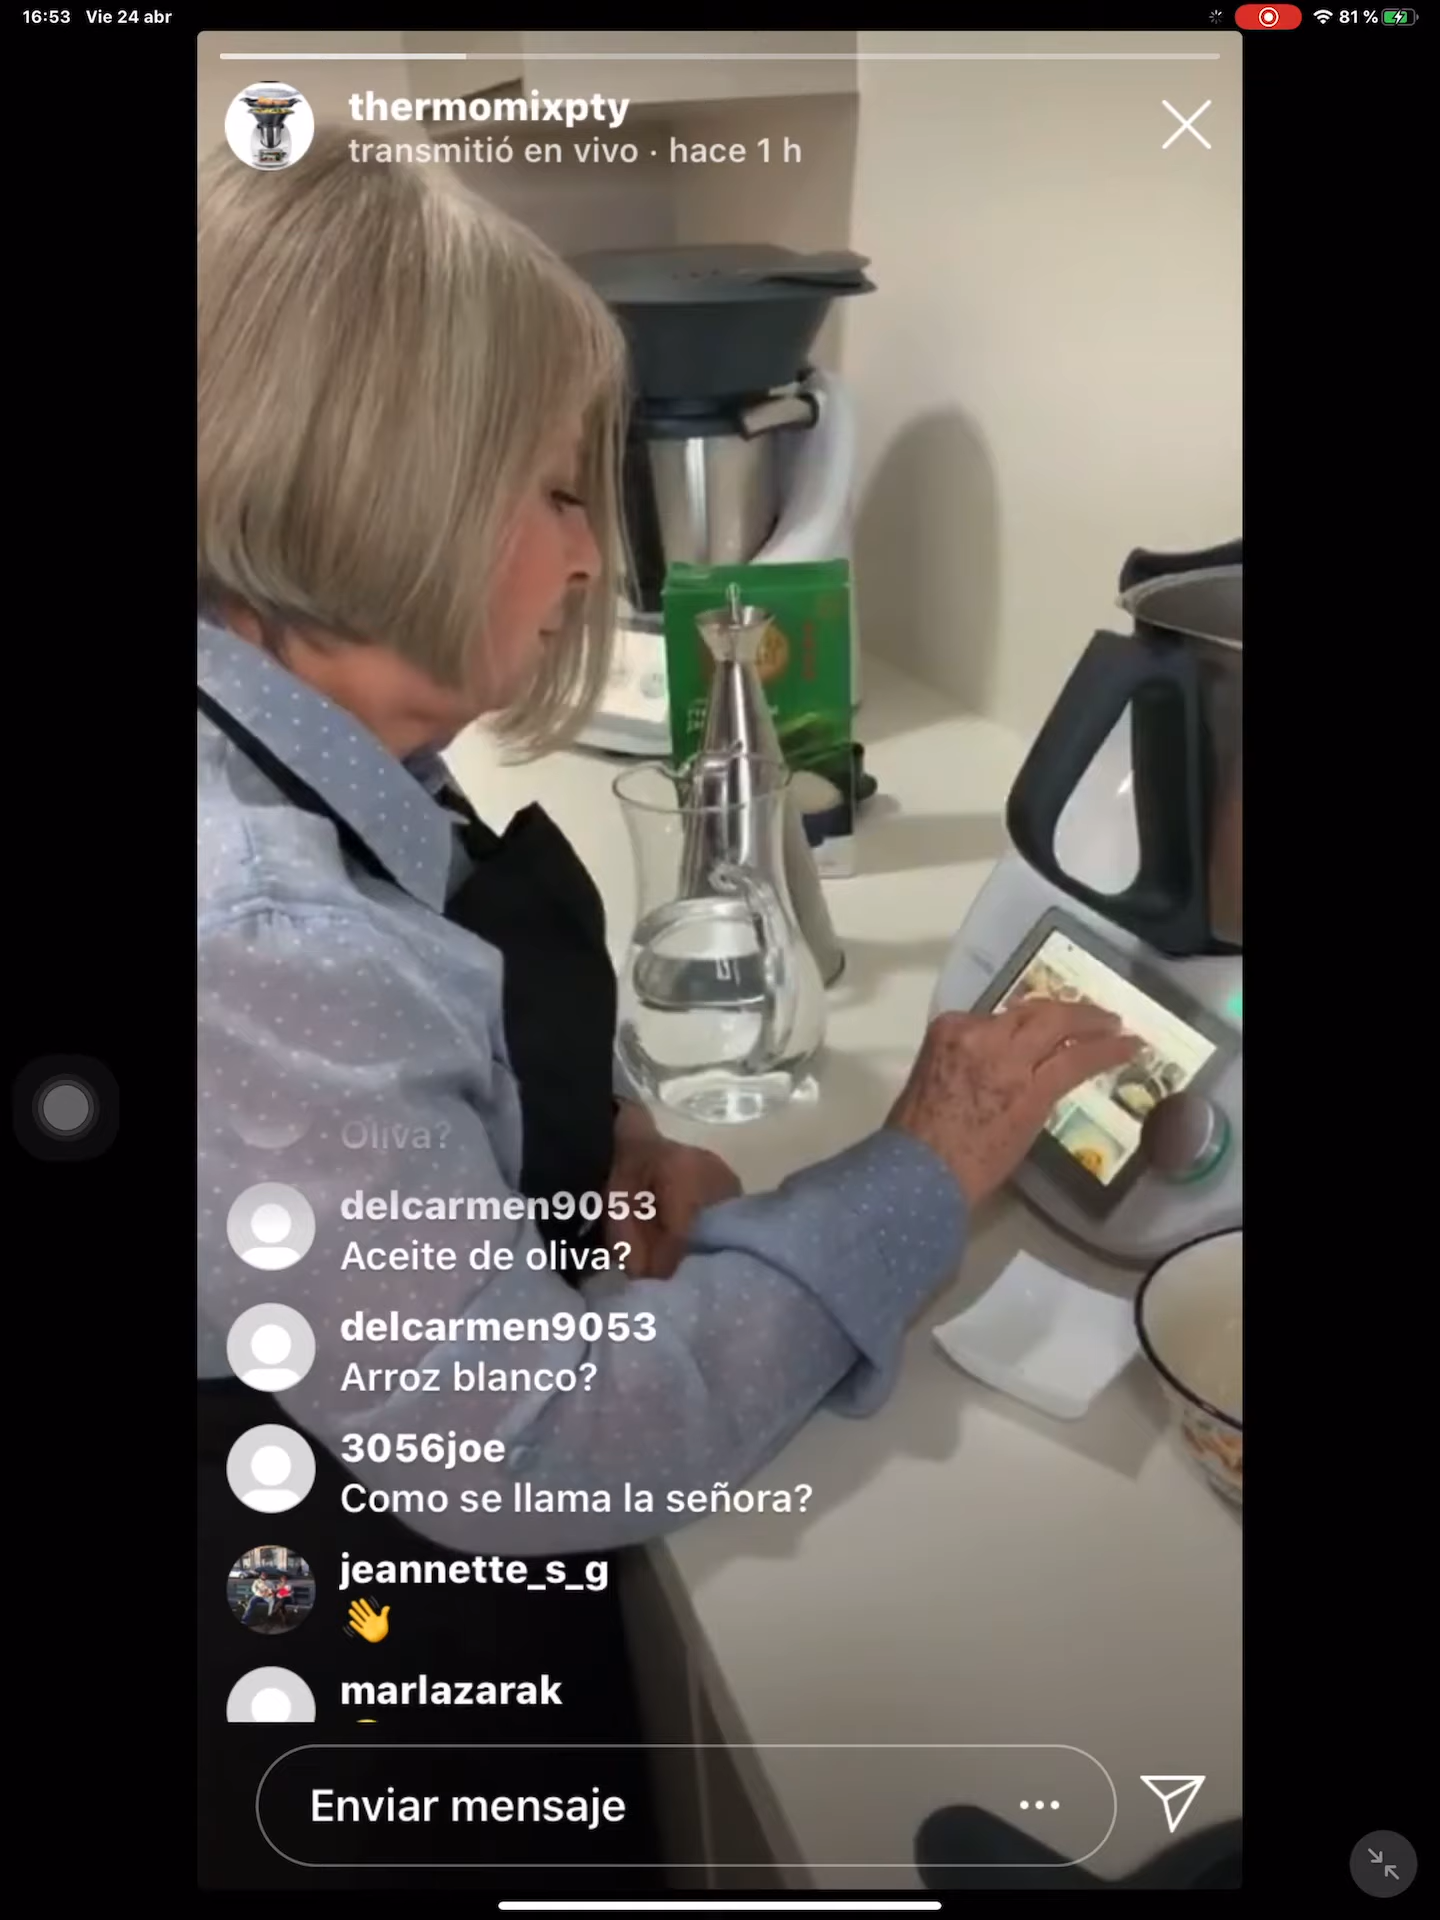 16:53 Vie 24 abr 81 %
thermomixpty
transmitió en vivo · hace 1 h
Oliva?
delcarmen9053
Aceite de oliva?
delcarmen9053
Arroz blanco?
3056joe
Como se llama la señora?
jeannette_s_g
👋
marlazarak
Enviar mensaje